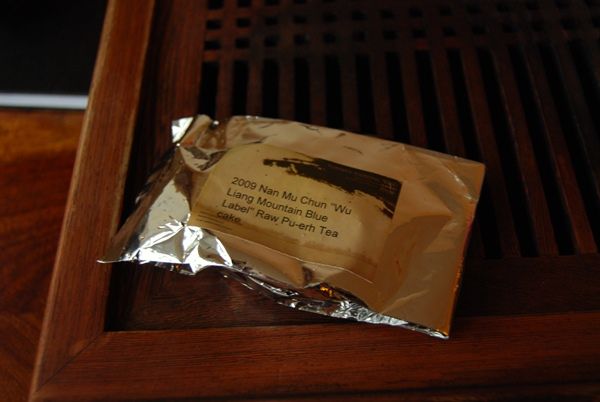 2009 Nan Mu Chun "Wu
Liang Mountain Blue
Label" Raw Pu-erh Tea
cake